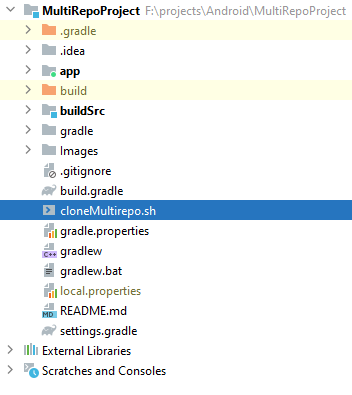 MultiRepoProject F:\projects\Android\MultiRepoProject
.gradle
.idea
app
build
buildSrc
gradle
Images
.gitignore
build.gradle
cloneMultirepo.sh
gradle.properties
C++ gradlew
gradlew.bat
local.properties
MD README.md
settings.gradle
External Libraries
Scratches and Consoles